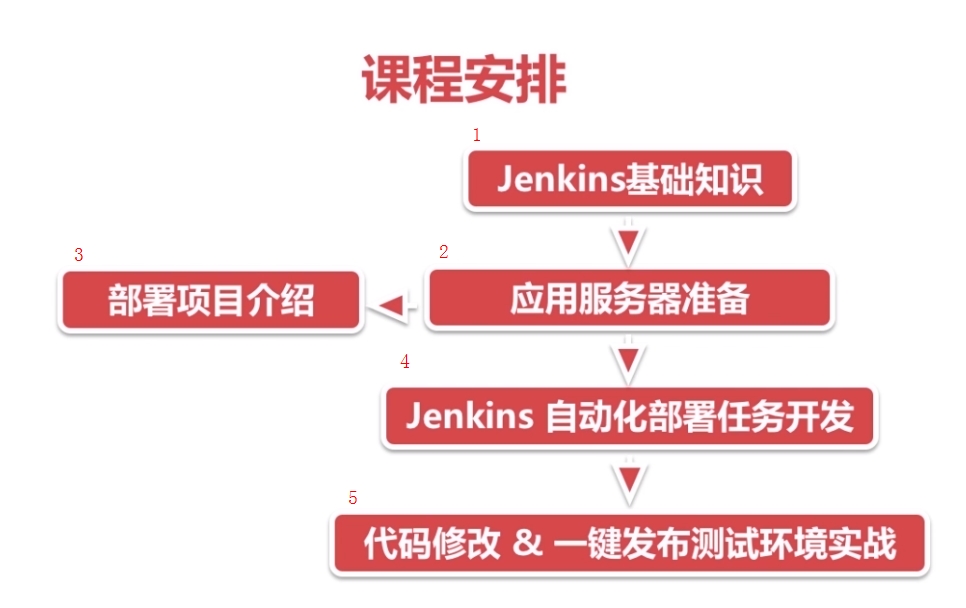 课程安排
1
Jenkins基础知识
2
应用服务器准备
3
部署项目介绍
4
Jenkins 自动化部署任务开发
5
代码修改 & 一键发布测试环境实战